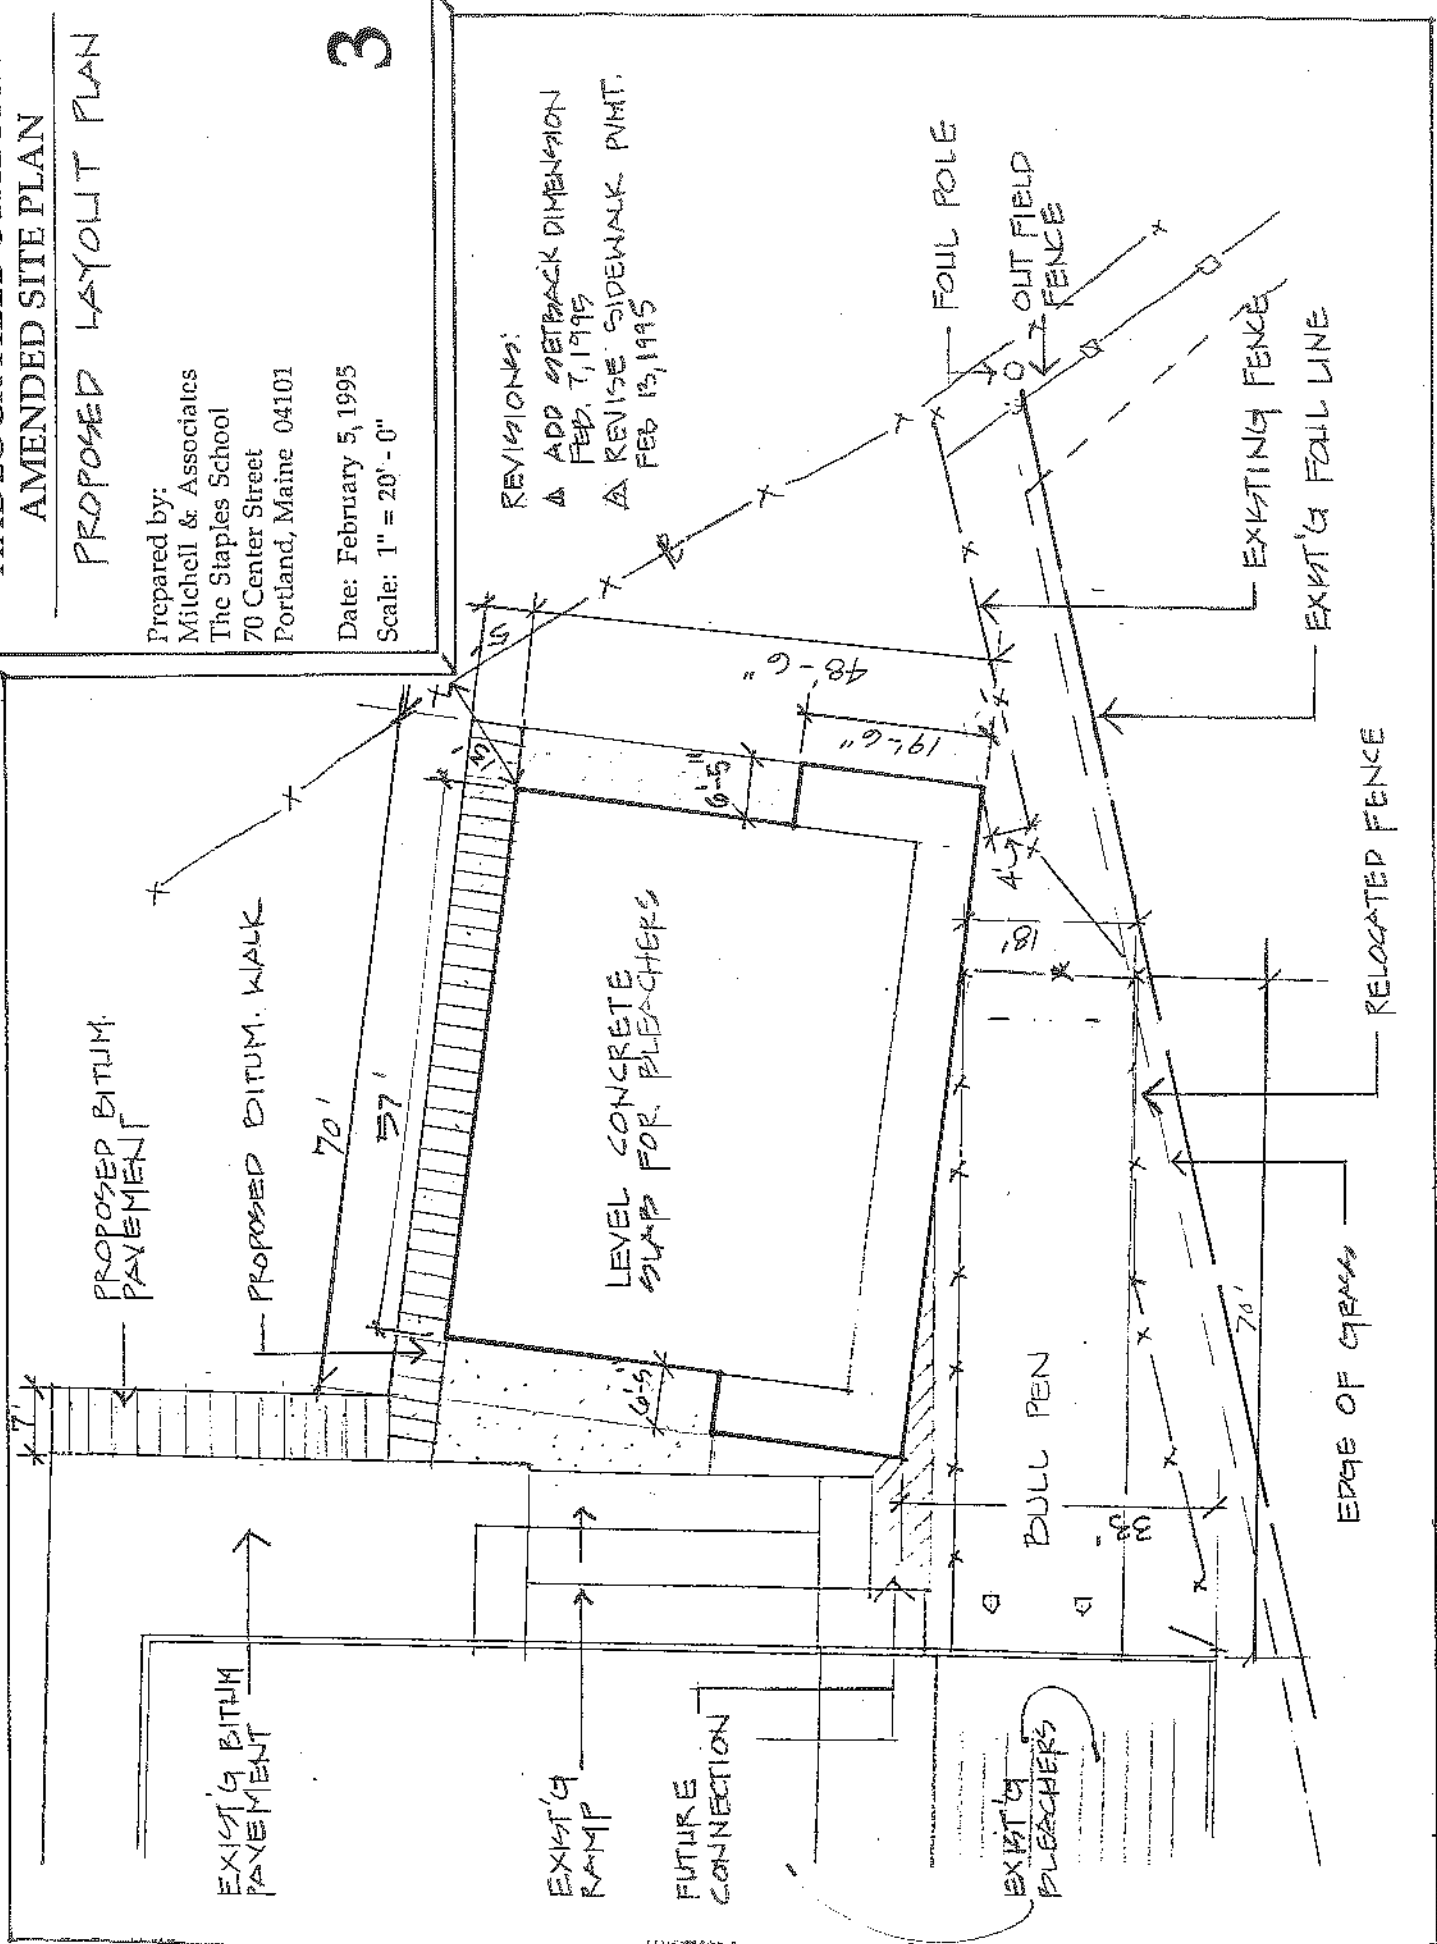 AMENDED SITE PLAN
PROPOSED LAYOUT PLAN
Prepared by:
Mitchell & Associates
The Staples School
70 Center Street
Portland, Maine 04101
Date: February 5, 1995
Scale: 1" = 20' - 0"
3
REVISIONS:
ADD SETBACK DIMENSION
FEB. 7, 1995
REVISE SIDEWALK PVMT.
FEB 13, 1995
FOUL POLE
OUT FIELD
FENCE
EXISTING FENCE
EXIST'G FOUL LINE
RELOCATED FENCE
EDGE OF GRASS
PROPOSED BITUM.
PAVEMENT
PROPOSED BITUM. WALK
70'
57'
7'
5'
13'
48'-6"
19'-6"
6'-5"
4'
18'
LEVEL CONCRETE
SLAB FOR BLEACHERS
6'-5"
BULL PEN
33'
70'
EXIST'G BITUM
PAVEMENT
EXIST'G
RAMP
FUTURE
CONNECTION
EXIST'G
BLEACHERS